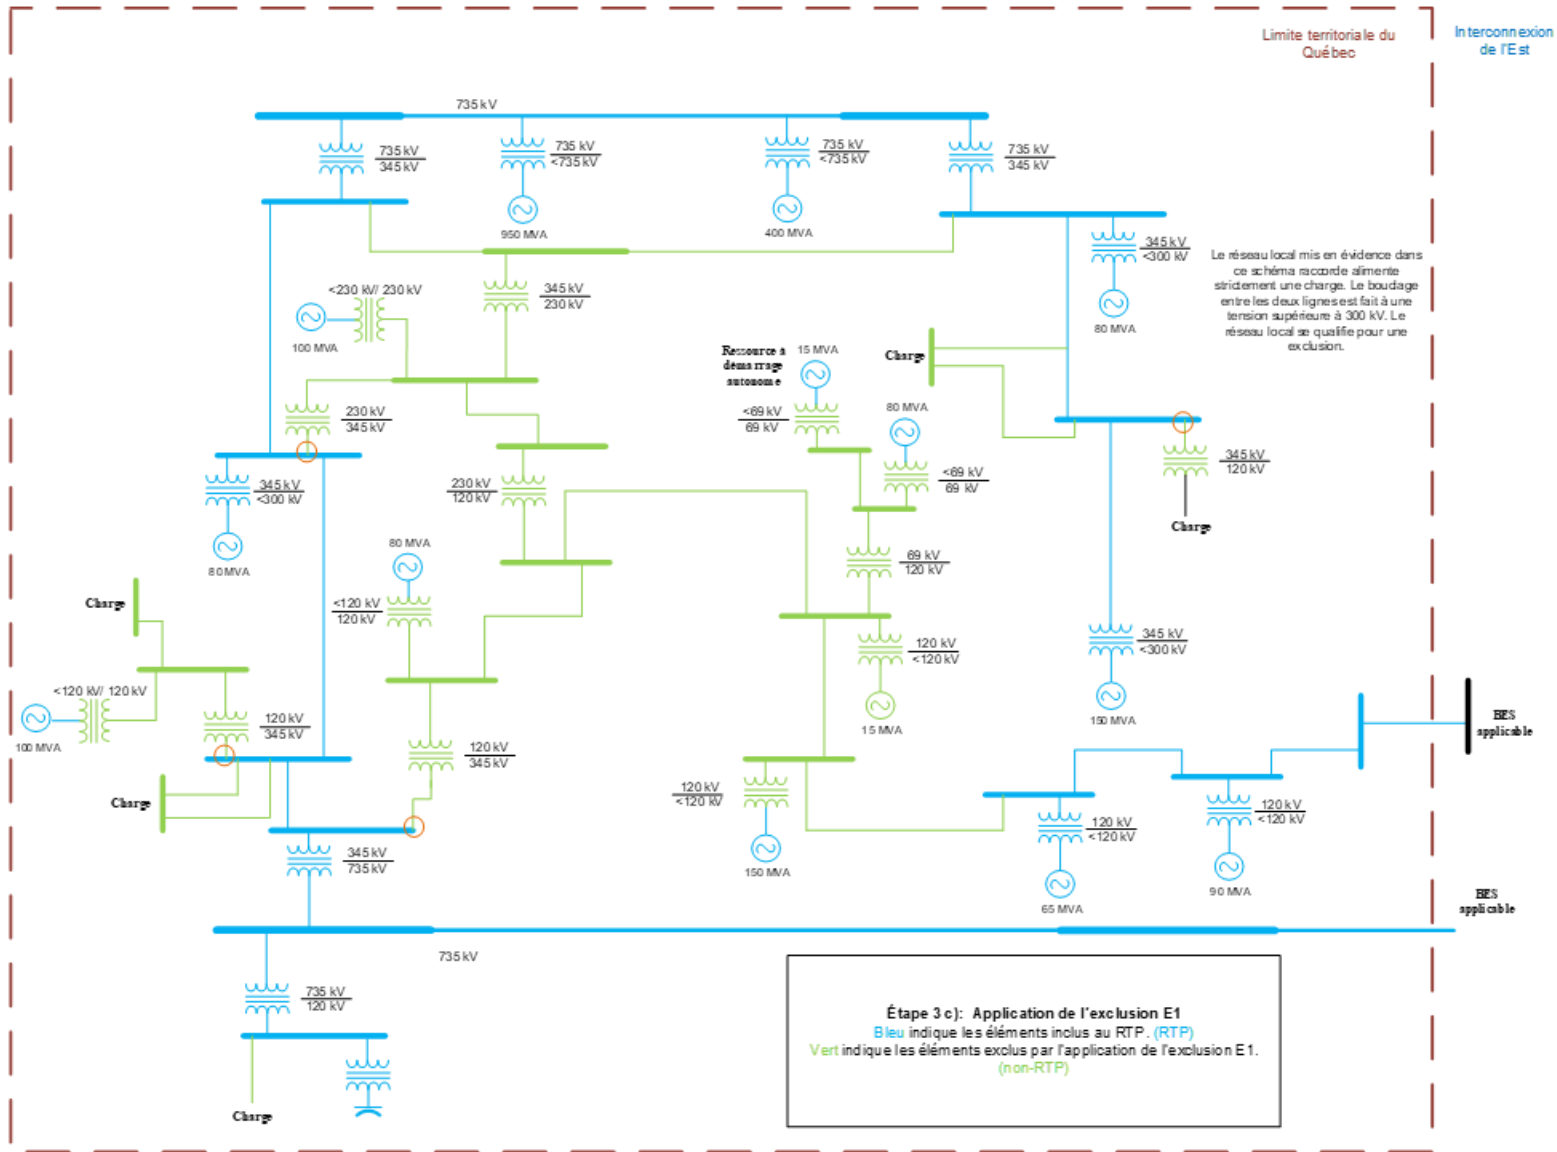 Limite territoriale du
Québec
Interconnexion
de l'Est
735 kV
735 kV
345 kV
735 kV
<735 kV
735 kV
<735 kV
735 kV
345 kV
950 MVA
400 MVA
345 kV
<300 kV
80 MVA
Le réseau local mis en évidence dans
ce schéma raccorde alimente
strictement une charge. Le bouclage
entre les deux lignes est fait à une
tension supérieure à 300 kV. Le
réseau local se qualifie pour une
exclusion.
<230 kV/ 230 kV
100 MVA
345 kV
230 kV
Ressource à
démarrage
autonome
15 MVA
Charge
230 kV
345 kV
<69 kV
69 kV
80 MVA
<69 kV
69 kV
345 kV
120 kV
Charge
345 kV
<300 kV
80 MVA
230 kV
120 kV
80 MVA
<120 kV
120 kV
69 kV
120 kV
Charge
<120 kV/ 120 kV
100 MVA
120 kV
345 kV
120 kV
<120 kV
15 MVA
345 kV
<300 kV
150 MVA
BES
applicable
120 kV
345 kV
Charge
120 kV
<120 kV
150 MVA
120 kV
<120 kV
65 MVA
120 kV
<120 kV
90 MVA
345 kV
735 kV
BES
applicable
735 kV
735 kV
120 kV
Charge
Étape 3 c): Application de l'exclusion E1
Bleu indique les éléments inclus au RTP. (RTP)
Vert indique les éléments exclus par l'application de l'exclusion E1.
(non-RTP)